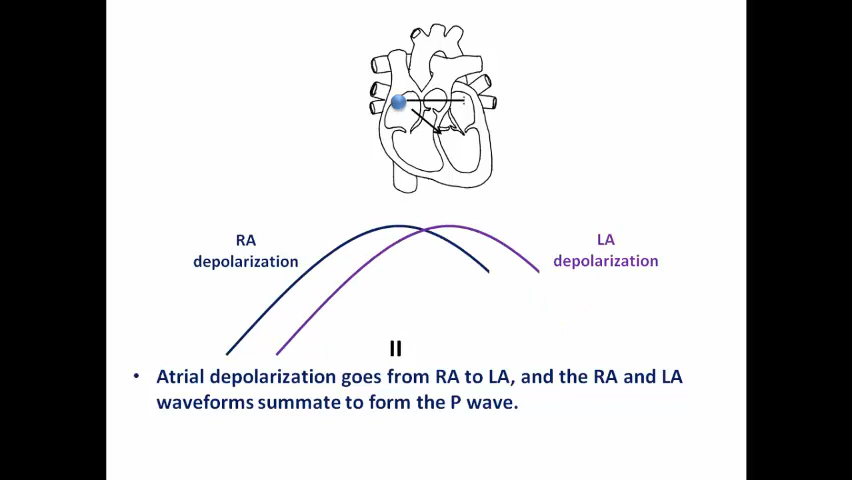 RA
depolarization
LA
depolarization
II
• Atrial depolarization goes from RA to LA, and the RA and LA
waveforms summate to form the P wave.